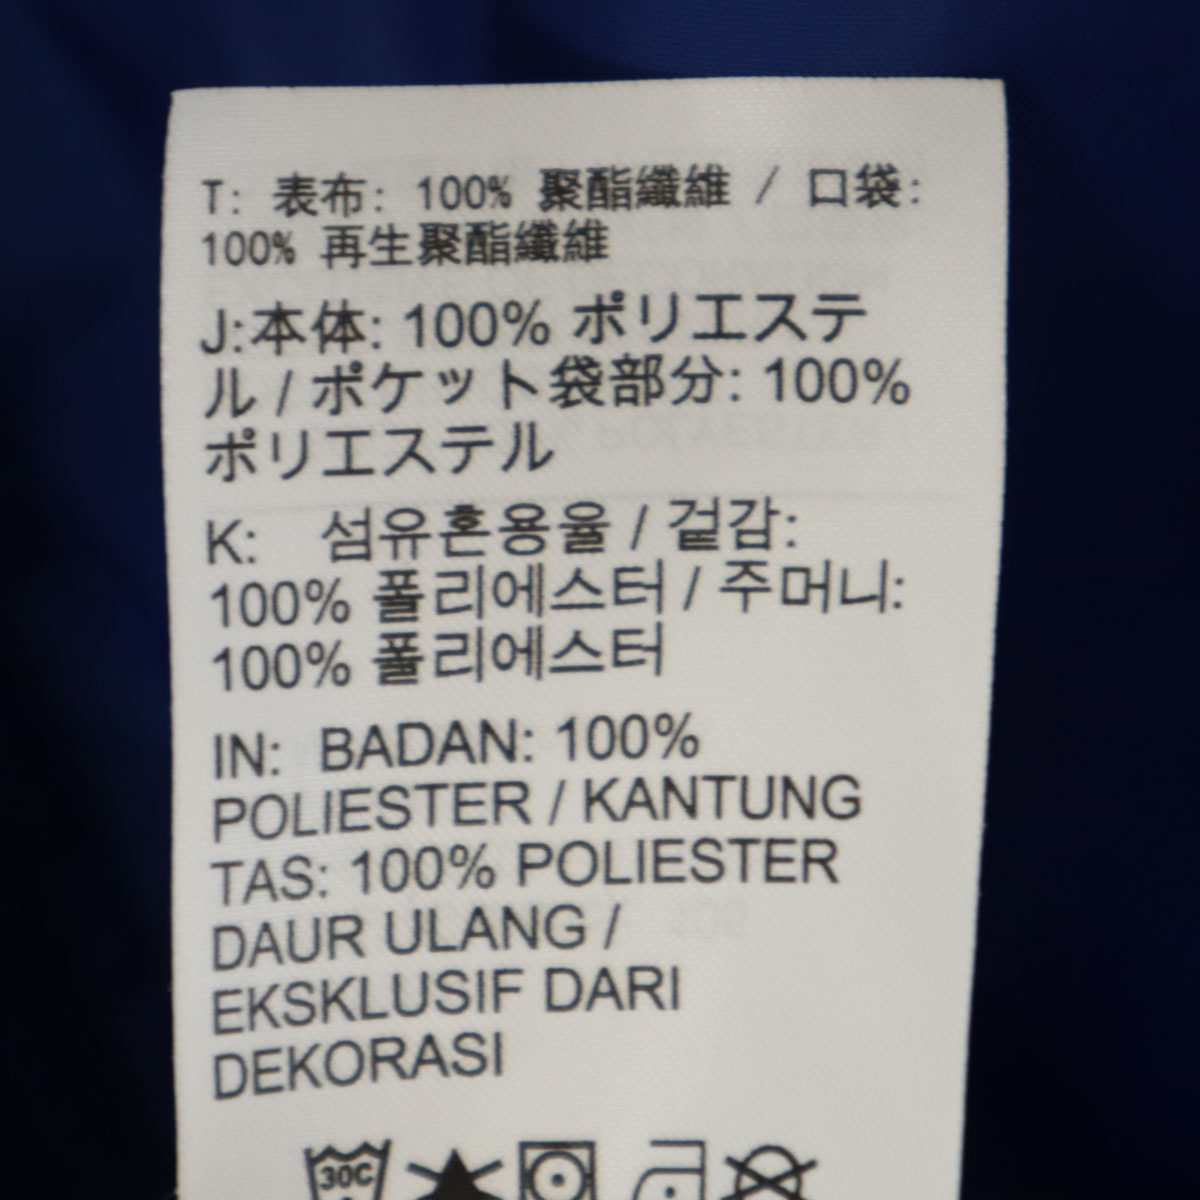 T: 表布: 100% 聚酯纖維 / 口袋:
100% 再生聚酯纖維
J:本体: 100% ポリエステ
ル / ポケット袋部分: 100%
ポリエステル
K: 섬유혼용율 / 겉감:
100% 폴리에스터 / 주머니:
100% 폴리에스터
IN: BADAN: 100%
POLIESTER / KANTUNG
TAS: 100% POLIESTER
DAUR ULANG /
EKSKLUSIF DARI
DEKORASI
30C